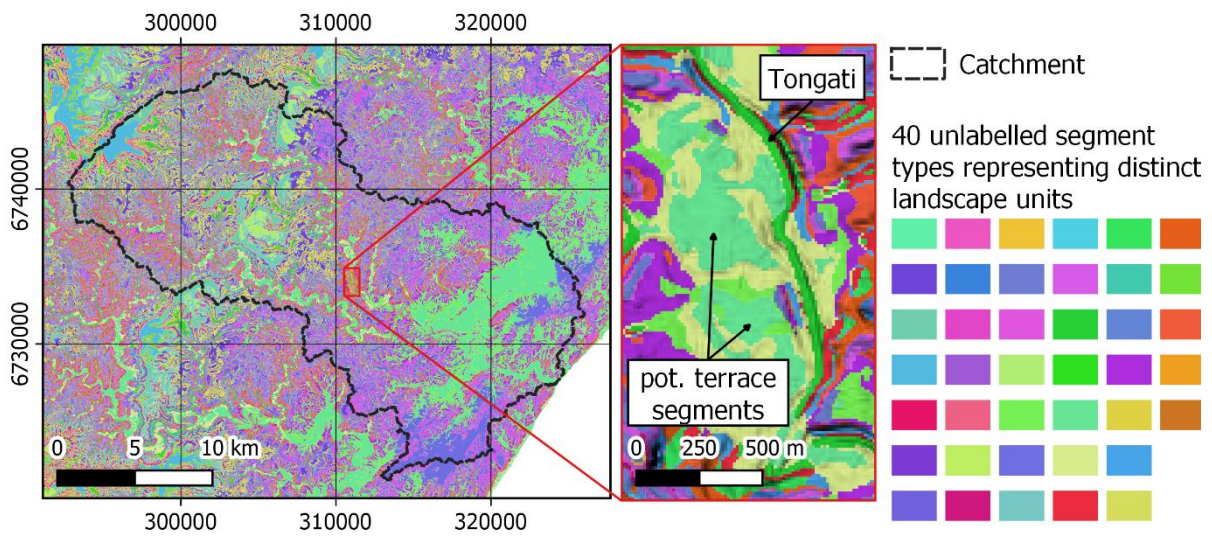 300000 310000 320000
6740000
6730000
0 5 10 km
300000 310000 320000
Tongati
pot. terrace
segments
0 250 500 m
Catchment
40 unlabelled segment
types representing distinct
landscape units